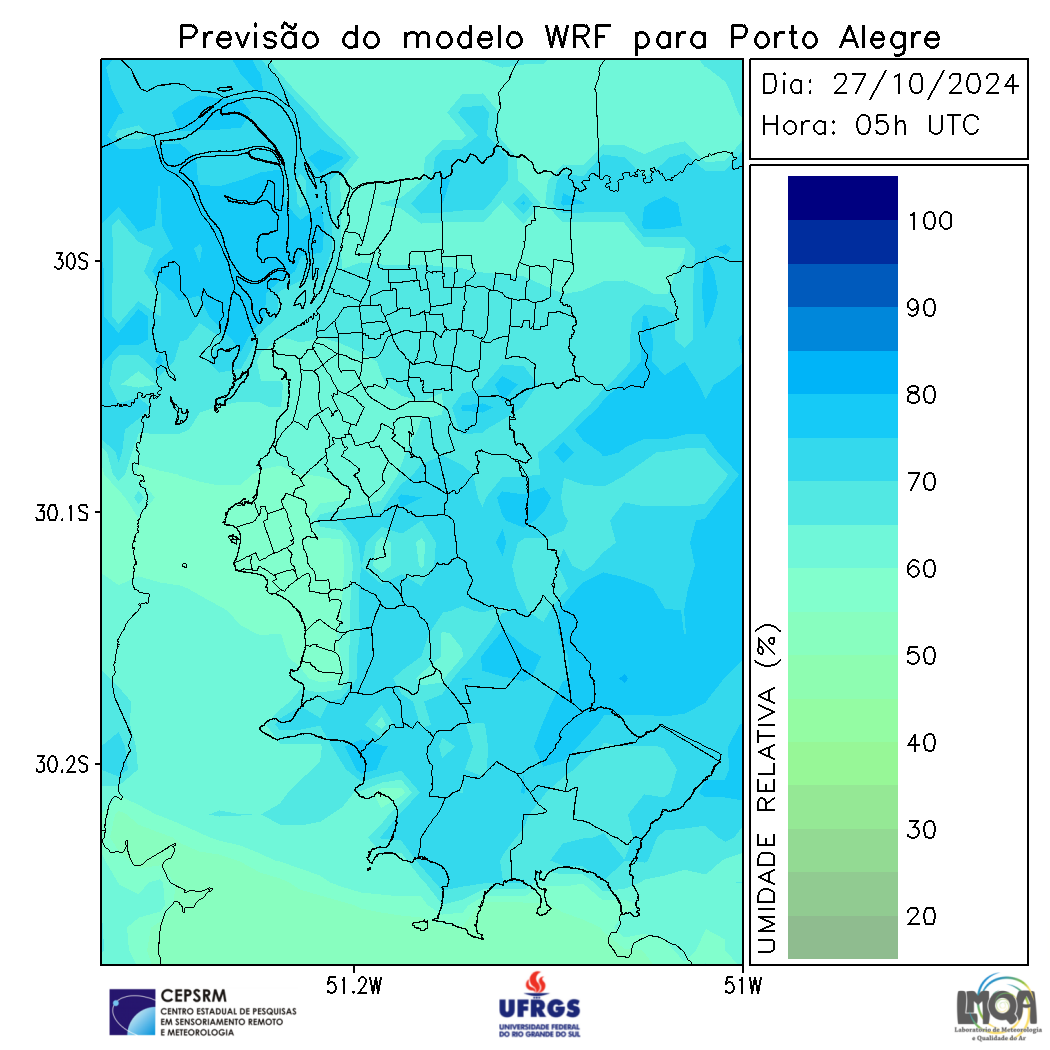 Previsão do modelo WRF para Porto Alegre
Dia: 27/10/2024
Hora: 05h UTC
30S
30.1S
30.2S
51.2W
51W
UMIDADE RELATIVA (%)
100
90
80
70
60
50
40
30
20
CEPSRM
CENTRO ESTADUAL DE PESQUISAS
EM SENSORIAMENTO REMOTO
E METEOROLOGIA
UFRGS
UNIVERSIDADE FEDERAL
DO RIO GRANDE DO SUL
LMQA
Laboratório de Meteorologia
e Qualidade do Ar